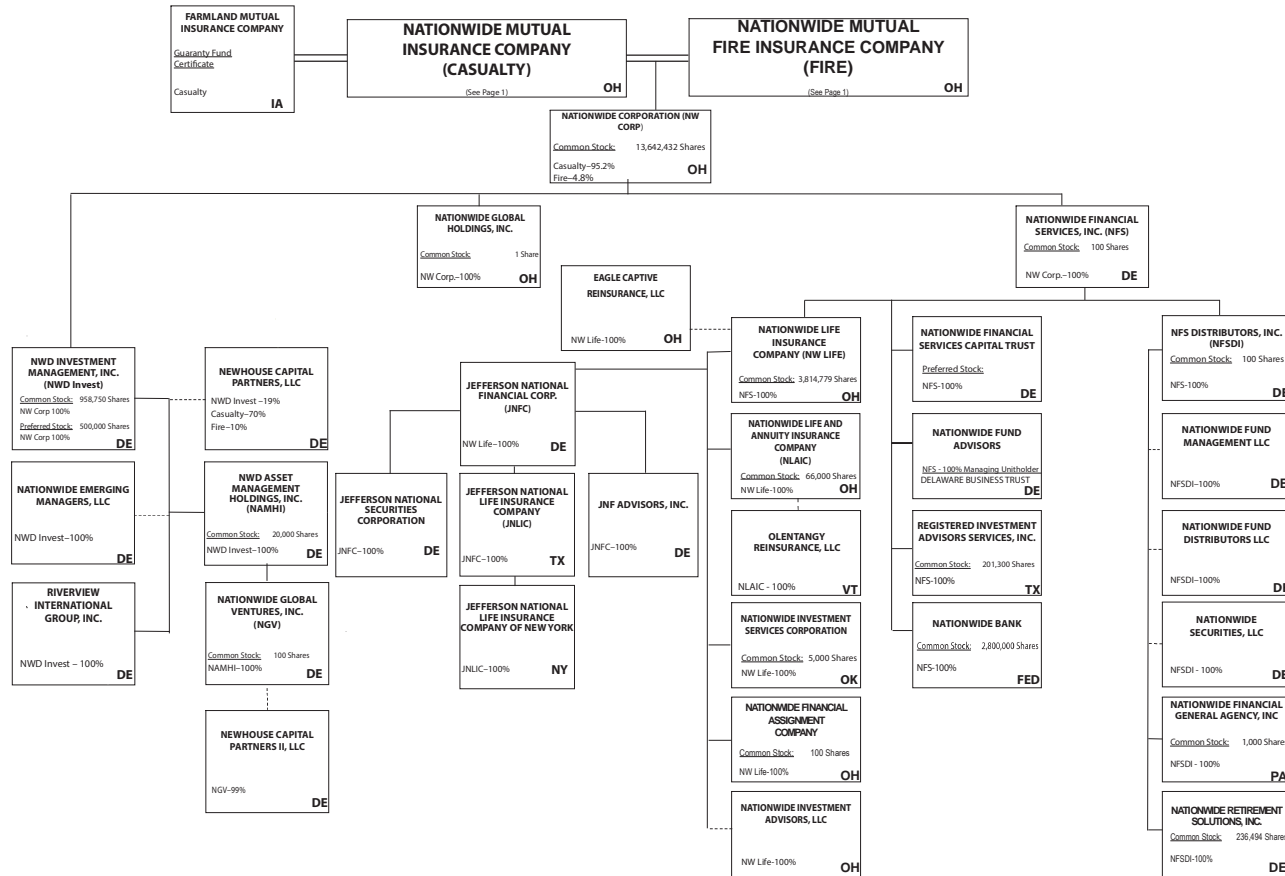 FARMLAND MUTUAL
INSURANCE COMPANY
Guaranty Fund
Certificate
Casualty
IA
NATIONWIDE MUTUAL
INSURANCE COMPANY
(CASUALTY)
(See Page 1)
OH
NATIONWIDE MUTUAL
FIRE INSURANCE COMPANY
(FIRE)
(See Page 1)
OH
NATIONWIDE CORPORATION (NW
CORP)
Common Stock: 13,642,432 Shares
Casualty–95.2%
Fire–4.8%
OH
NATIONWIDE GLOBAL
HOLDINGS, INC.
Common Stock: 1 Share
NW Corp.–100%
OH
NATIONWIDE FINANCIAL
SERVICES, INC. (NFS)
Common Stock: 100 Shares
NW Corp.–100%
DE
EAGLE CAPTIVE
REINSURANCE, LLC
NW Life-100%
OH
NWD INVESTMENT
MANAGEMENT, INC.
(NWD Invest)
Common Stock: 958,750 Shares
NW Corp 100%
Preferred Stock: 500,000 Shares
NW Corp 100%
DE
NEWHOUSE CAPITAL
PARTNERS, LLC
NWD Invest –19%
Casualty–70%
Fire–10%
DE
NATIONWIDE EMERGING
MANAGERS, LLC
NWD Invest–100%
DE
NWD ASSET
MANAGEMENT
HOLDINGS, INC.
(NAMHI)
Common Stock: 20,000 Shares
NWD Invest–100%
DE
RIVERVIEW
INTERNATIONAL
GROUP, INC.
NWD Invest – 100%
DE
NATIONWIDE GLOBAL
VENTURES, INC.
(NGV)
Common Stock: 100 Shares
NAMHI–100%
DE
NEWHOUSE CAPITAL
PARTNERS II, LLC
NGV–99%
DE
JEFFERSON NATIONAL
FINANCIAL CORP.
(JNFC)
NW Life–100%
DE
JEFFERSON NATIONAL
SECURITIES
CORPORATION
JNFC–100%
DE
JEFFERSON NATIONAL
LIFE INSURANCE
COMPANY
(JNLIC)
JNFC–100%
TX
JNF ADVISORS, INC.
JNFC–100%
DE
JEFFERSON NATIONAL
LIFE INSURANCE
COMPANY OF NEW YORK
JNLIC–100%
NY
NATIONWIDE LIFE
INSURANCE
COMPANY (NW LIFE)
Common Stock: 3,814,779 Shares
NFS-100%
OH
NATIONWIDE LIFE AND
ANNUITY INSURANCE
COMPANY
(NLAIC)
Common Stock: 66,000 Shares
NW Life-100%
OH
OLENTANGY
REINSURANCE, LLC
NLAIC - 100%
VT
NATIONWIDE INVESTMENT
SERVICES CORPORATION
Common Stock: 5,000 Shares
NW Life-100%
OK
NATIONWIDE FINANCIAL
ASSIGNMENT
COMPANY
Common Stock: 100 Shares
NW Life-100%
OH
NATIONWIDE INVESTMENT
ADVISORS, LLC
NW Life-100%
OH
NATIONWIDE FINANCIAL
SERVICES CAPITAL TRUST
Preferred Stock:
NFS-100%
DE
NATIONWIDE FUND
ADVISORS
NFS - 100% Managing Unitholder
DELAWARE BUSINESS TRUST
DE
REGISTERED INVESTMENT
ADVISORS SERVICES, INC.
Common Stock: 201,300 Shares
NFS-100%
TX
NATIONWIDE BANK
Common Stock: 2,800,000 Shares
NFS-100%
FED
NFS DISTRIBUTORS, INC.
(NFSDI)
Common Stock: 100 Shares
NFS-100%
DE
NATIONWIDE FUND
MANAGEMENT LLC
NFSDI–100%
DE
NATIONWIDE FUND
DISTRIBUTORS LLC
NFSDI–100%
DE
NATIONWIDE
SECURITIES, LLC
NFSDI - 100%
DE
NATIONWIDE FINANCIAL
GENERAL AGENCY, INC
Common Stock: 1,000 Share
NFSDI - 100%
PA
NATIONWIDE RETIREMENT
SOLUTIONS, INC.
Common Stock: 236,494 Shares
NFSDI-100%
DE